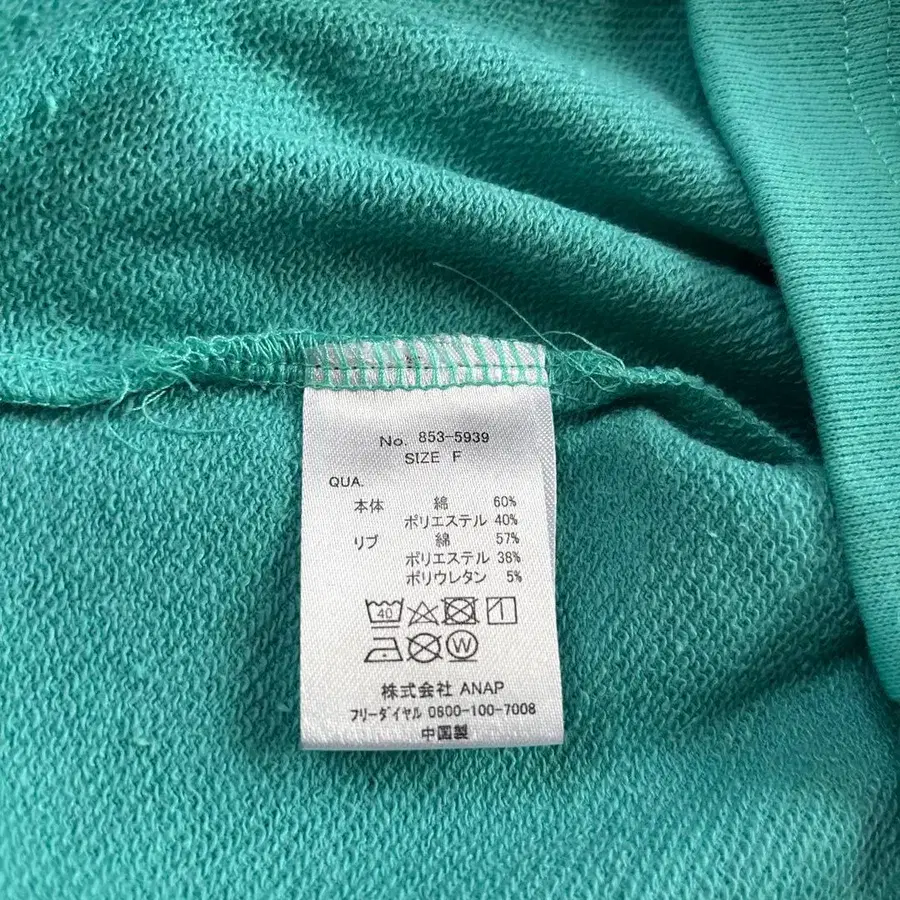 No. 853-5939
SIZE F
QUA.
本体 綿 60%
ポリエステル 40%
リブ 綿 57%
ポリエステル 38%
ポリウレタン 5%
40
W
株式会社 ANAP
フリーダイヤル 0800-100-7008
中国製